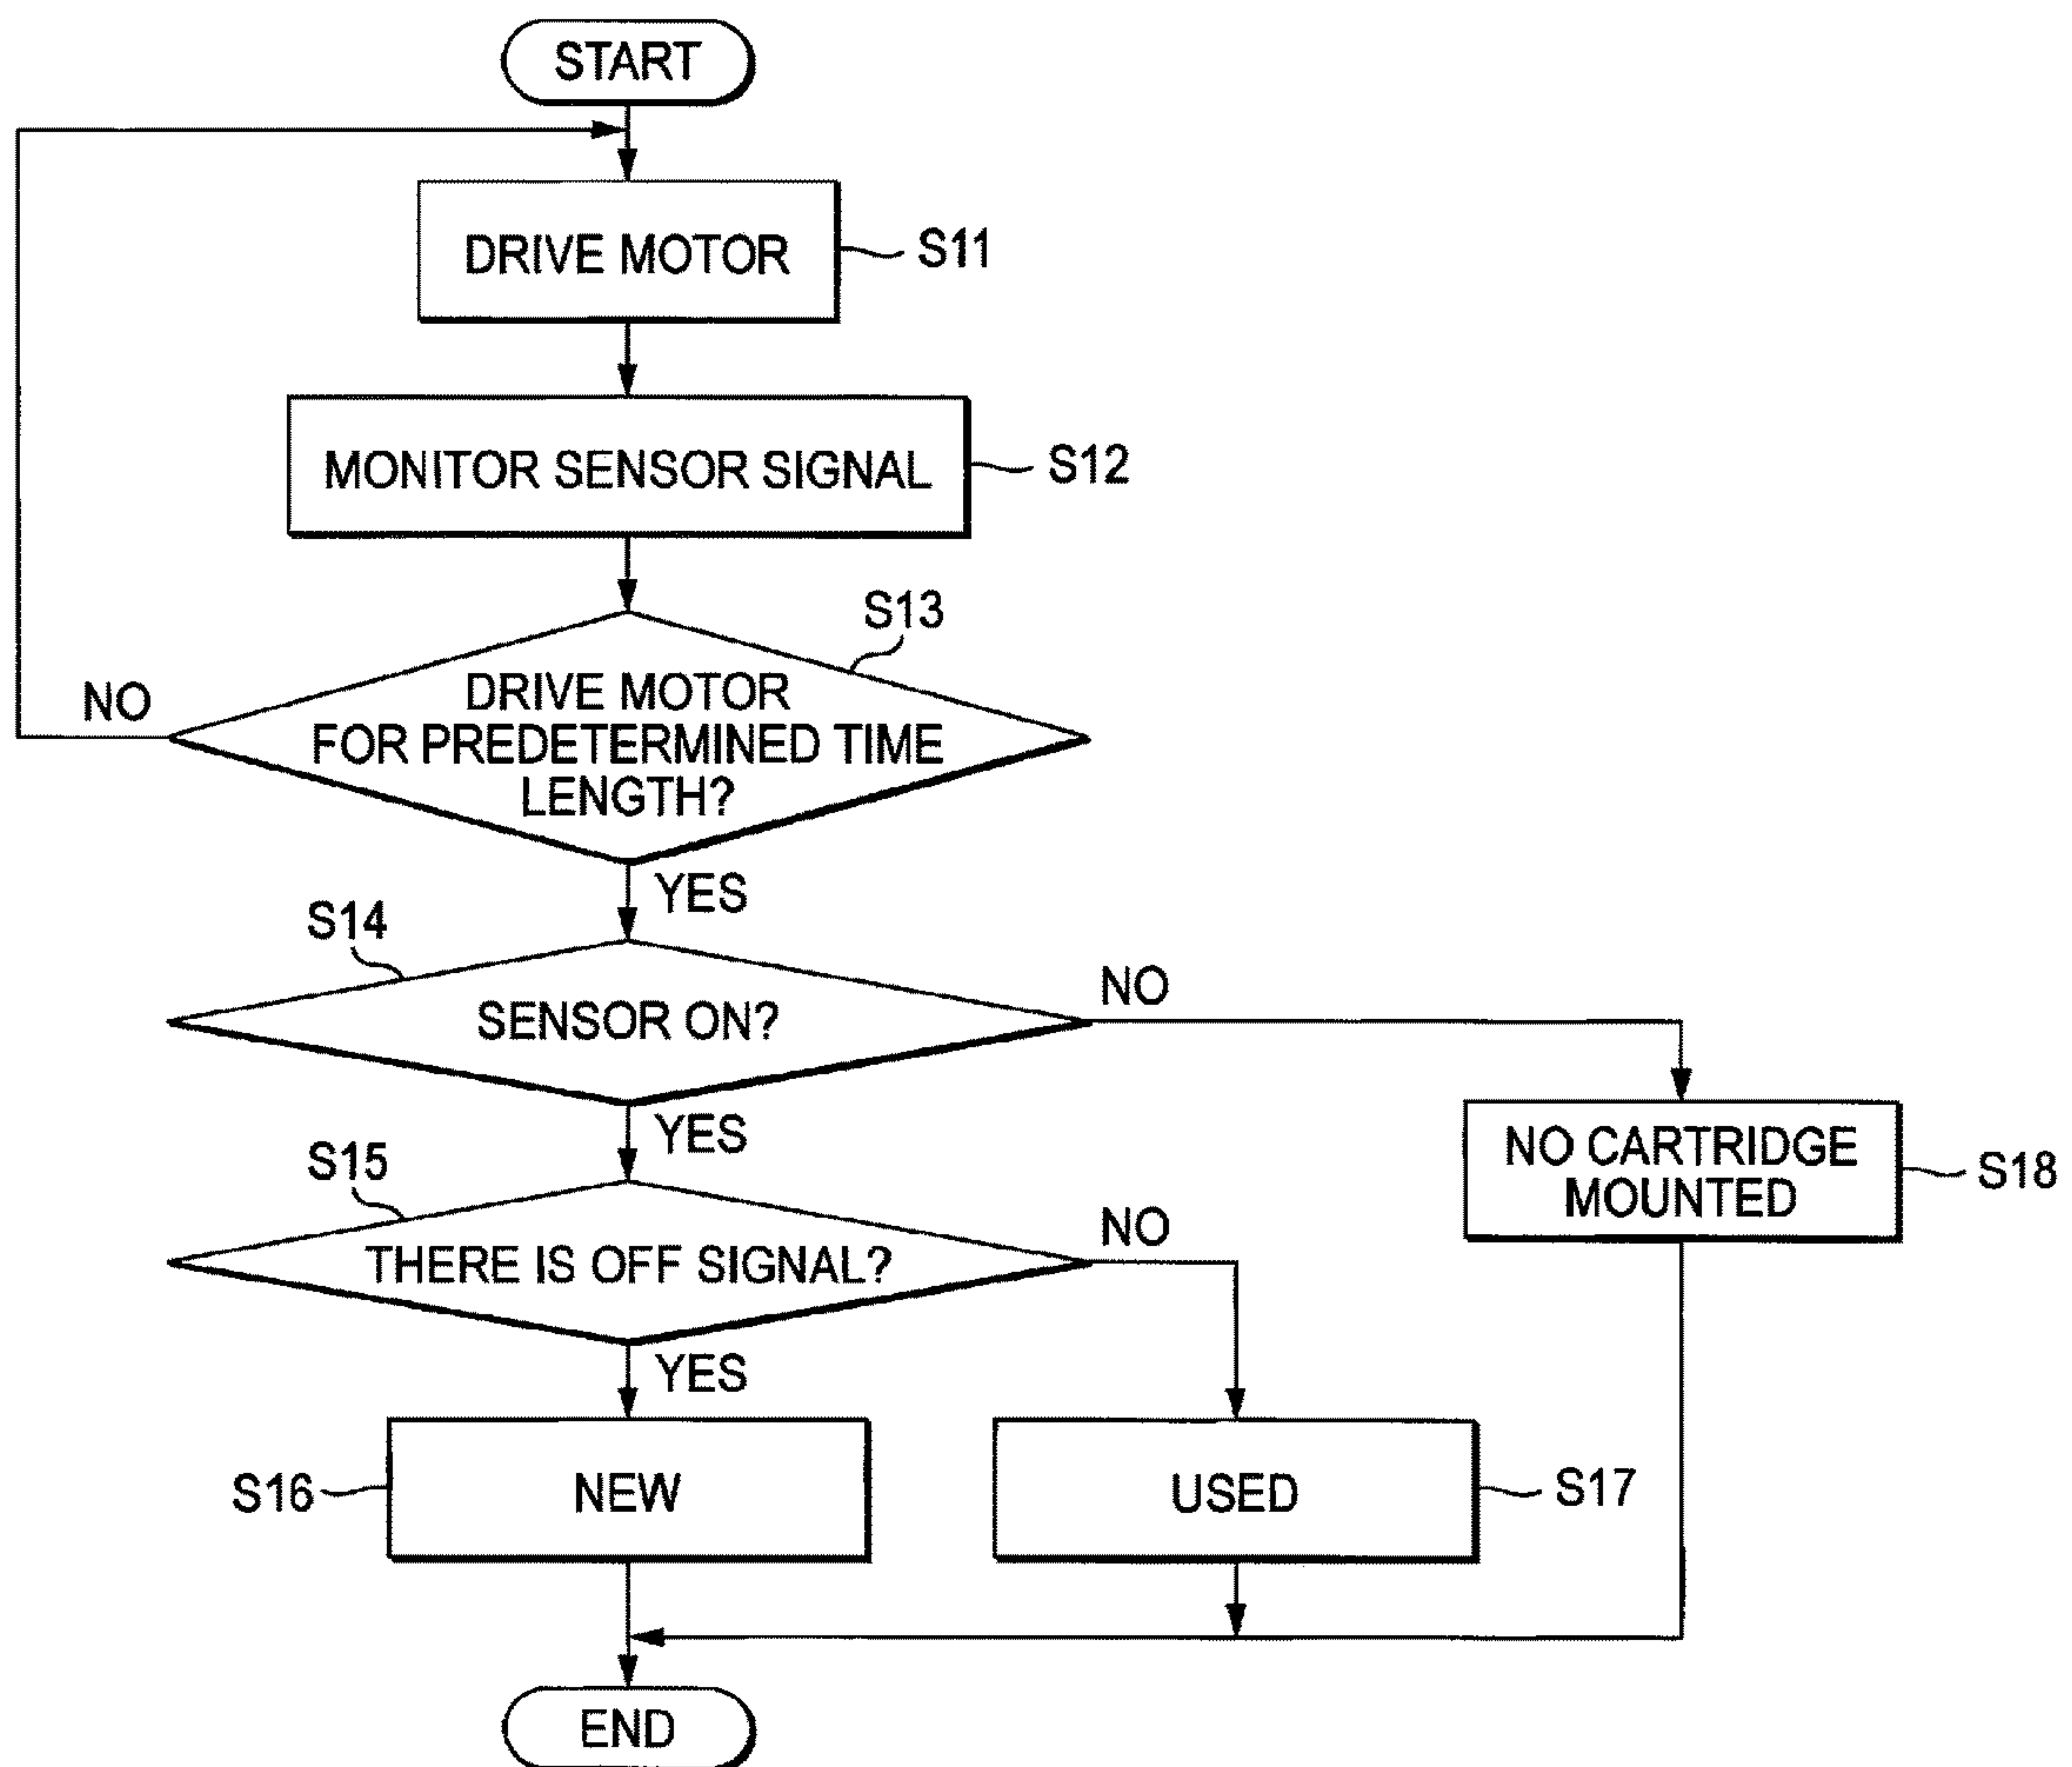 START
DRIVE MOTOR
S11
MONITOR SENSOR SIGNAL
S12
S13
DRIVE MOTOR
FOR PREDETERMINED TIME
LENGTH?
NO
YES
S14
SENSOR ON?
NO
YES
NO CARTRIDGE
MOUNTED
S18
S15
THERE IS OFF SIGNAL?
NO
YES
S16
NEW
USED
S17
END